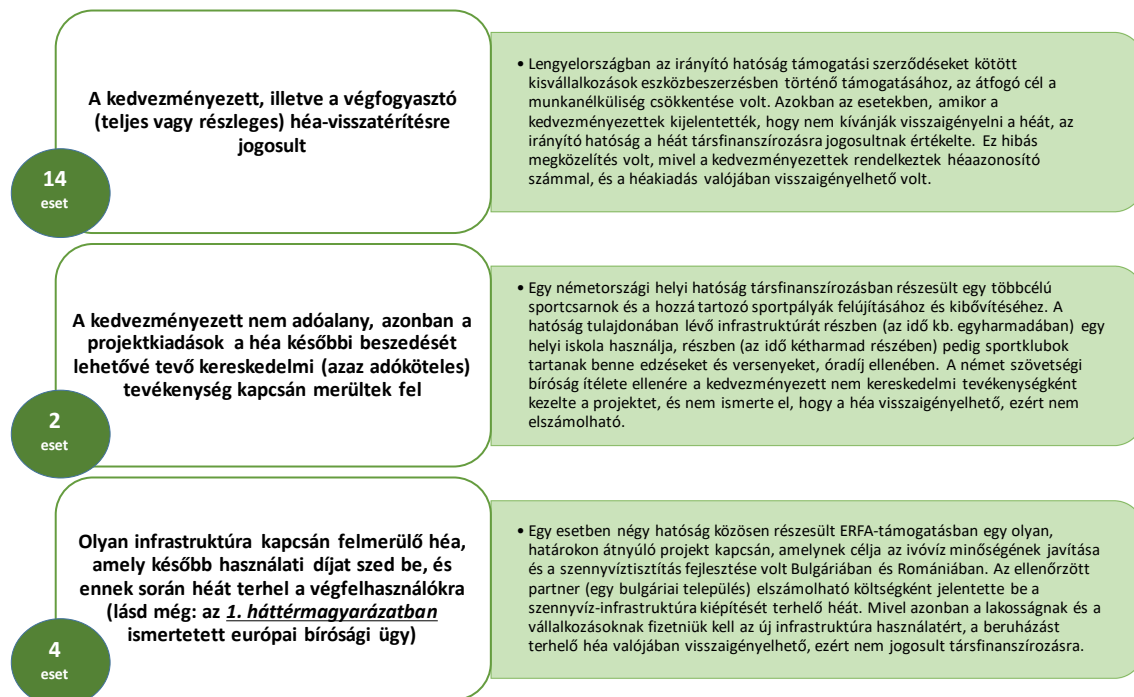 A kedvezményezett, illetve a végfogyasztó
(teljes vagy részleges) héa-visszatérítésre
jogosult
14
eset
• Lengyelországban az irányító hatóság támogatási szerződéseket kötött
kisvállalkozások eszközbeszerzésben történő támogatásához, az átfogó cél a
munkanélküliség csökkentése volt. Azokban az esetekben, amikor a
kedvezményezettek kijelentették, hogy nem kívánják visszaigényelni a héát, az
irányító hatóság a héát társfinanszírozásra jogosultnak értékelte. Ez hibás
megközelítés volt, mivel a kedvezményezettek rendelkeztek héaazonosító
számmal, és a héakiadás valójában visszaigényelhető volt.
A kedvezményezett nem adóalany, azonban a
projektkiadások a héa későbbi beszedését
lehetővé tevő kereskedelmi (azaz adóköteles)
tevékenység kapcsán merültek fel
2
eset
• Egy németországi helyi hatóság társfinanszírozásban részesült egy többcélú
sportcsarnok és a hozzá tartozó sportpályák felújításához és kibővítéséhez. A
hatóság tulajdonában lévő infrastruktúrát részben (az idő kb. egyharmadában) egy
helyi iskola használja, részben (az idő kétharmad részében) pedig sportklubok
tartanak benne edzéseket és versenyeket, óradíj ellenében. A német szövetségi
bíróság ítélete ellenére a kedvezményezett nem kereskedelmi tevékenységként
kezelte a projektet, és nem ismerte el, hogy a héa visszaigényelhető, ezért nem
elszámolható.
Olyan infrastruktúra kapcsán felmerülő héa,
amely később használati díjat szed be, és
ennek során héát terhel a végfelhasználókra
(lásd még: az 1. háttérmagyarázatban
ismertetett európai bírósági ügy)
4
eset
• Egy esetben négy hatóság közösen részesült ERFA-támogatásban egy olyan,
határokon átnyúló projekt kapcsán, amelynek célja az ivóvíz minőségének javítása
és a szennyvíztisztítás fejlesztése volt Bulgáriában és Romániában. Az ellenőrzött
partner (egy bulgáriai település) elszámolható költségként jelentette be a
szennyvíz-infrastruktúra kiépítését terhelő héát. Mivel azonban a lakosságnak és a
vállalkozásoknak fizetniük kell az új infrastruktúra használatért, a beruházást
terhelő héa valójában visszaigényelhető, ezért nem jogosult társfinanszírozásra.